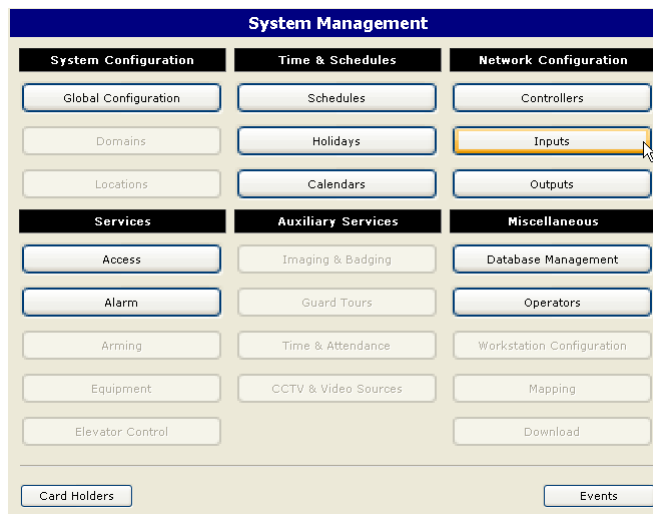 System Management
System Configuration
Time & Schedules
Network Configuration
Global Configuration
Schedules
Controllers
Domains
Holidays
Inputs
Locations
Calendars
Outputs
Services
Auxiliary Services
Miscellaneous
Access
Imaging & Badging
Database Management
Alarm
Guard Tours
Operators
Arming
Time & Attendance
Workstation Configuration
Equipment
CCTV & Video Sources
Mapping
Elevator Control
Download
Card Holders
Events